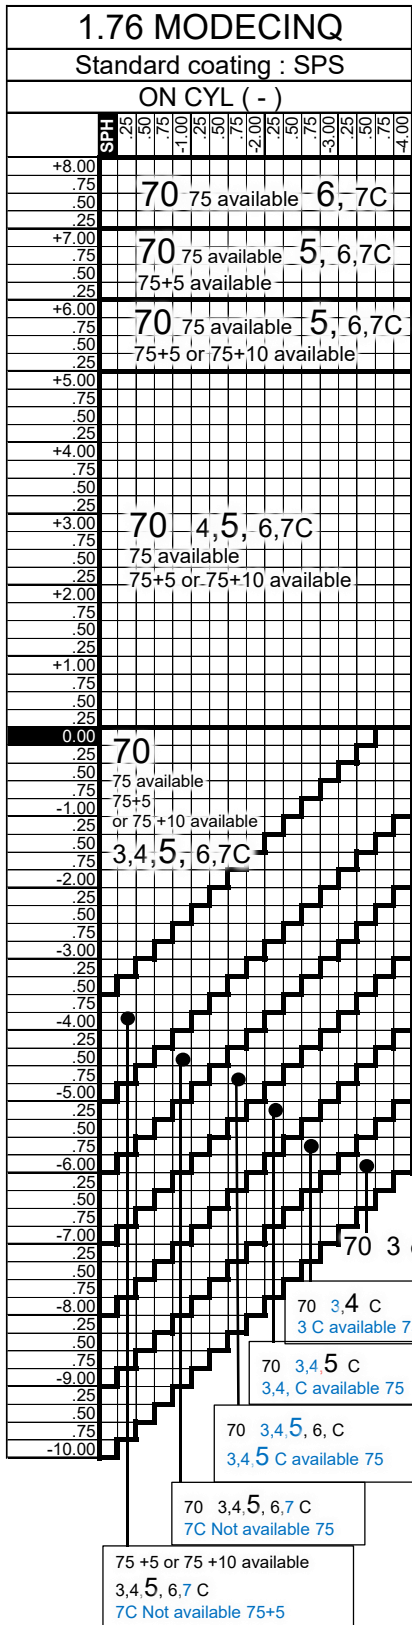 1.76 MODECINQ
Standard coating : SPS
ON CYL ( - )
SPH .25 .50 .75 -1.00 .25 .50 .75 -2.00 .25 .50 .75 -3.00 .25 .50 .75 -4.00
+8.00
.75
.50
.25
70 75 available 6, 7C
+7.00
.75
.50
.25
70 75 available 5, 6,7C
75+5 available
+6.00
.75
.50
.25
70 75 available 5, 6,7C
75+5 or 75+10 available
+5.00
.75
.50
.25
+4.00
.75
.50
.25
+3.00
.75
.50
.25
70 4,5, 6,7C
75 available
75+5 or 75+10 available
+2.00
.75
.50
.25
+1.00
.75
.50
.25
0.00
.25
.50
.75
-1.00
.25
.50
.75
70
75 available
75+5
or 75 +10 available
3,4,5, 6,7C
-2.00
.25
.50
.75
-3.00
.25
.50
.75
-4.00
.25
.50
.75
-5.00
.25
.50
.75
-6.00
.25
.50
.75
-7.00
.25
.50
.75
-8.00
.25
.50
.75
-9.00
.25
.50
.75
-10.00
70 3
70 3,4 C
3 C available 7
70 3,4,5 C
3,4, C available 75
70 3,4,5, 6, C
3,4,5 C available 75
70 3,4,5, 6,7 C
7C Not available 75
75 +5 or 75 +10 available
3,4,5, 6,7 C
7C Not available 75+5